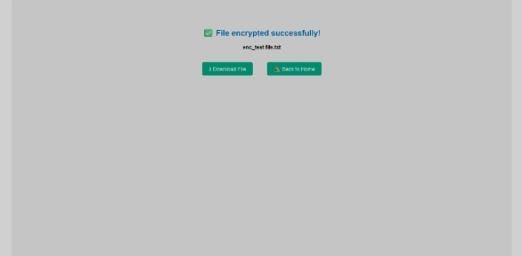 ✅ File encrypted successfully!
enc_test file.txt
⬇ Download File
🏡 Back to Home